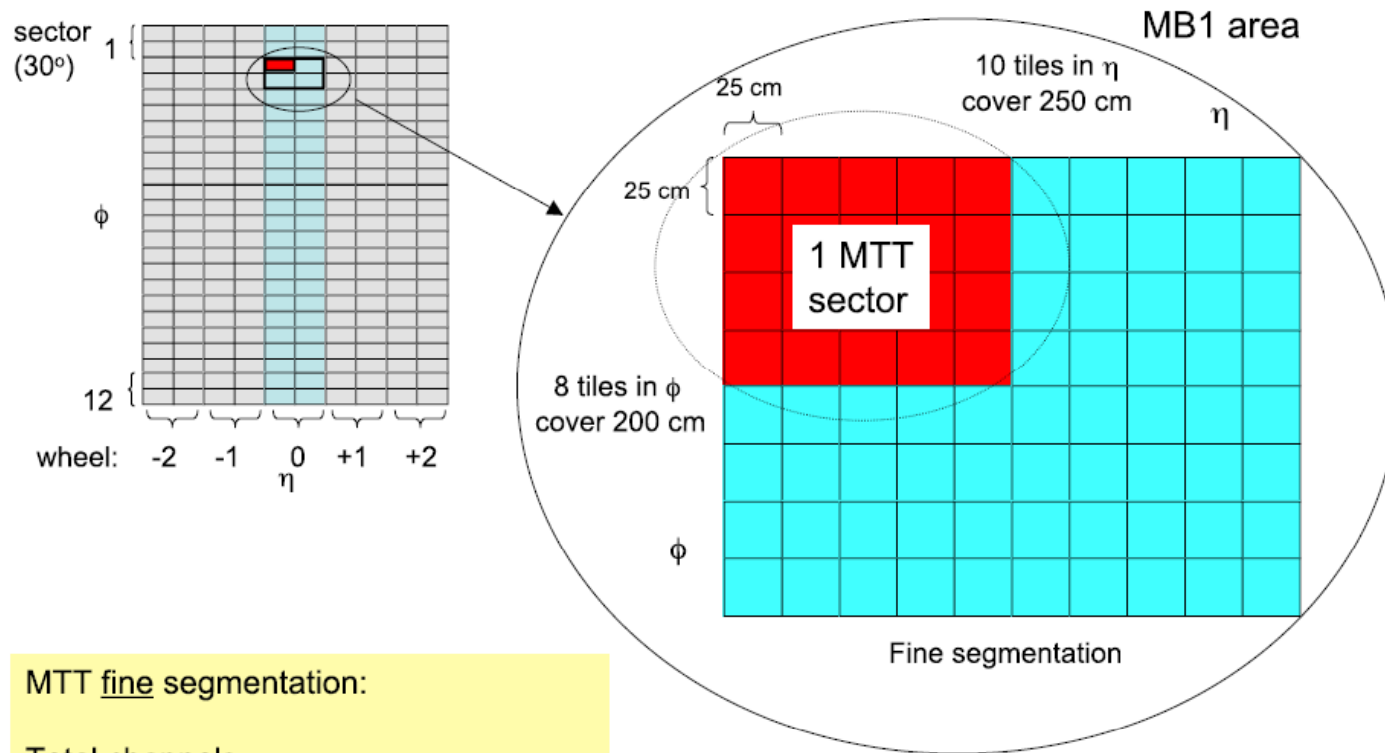 sector
(30º)
1
φ
12
wheel: -2 -1 0 +1 +2
η
MB1 area
10 tiles in η
cover 250 cm
η
25 cm
25 cm
1 MTT
sector
8 tiles in φ
cover 200 cm
φ
Fine segmentation
MTT fine segmentation: